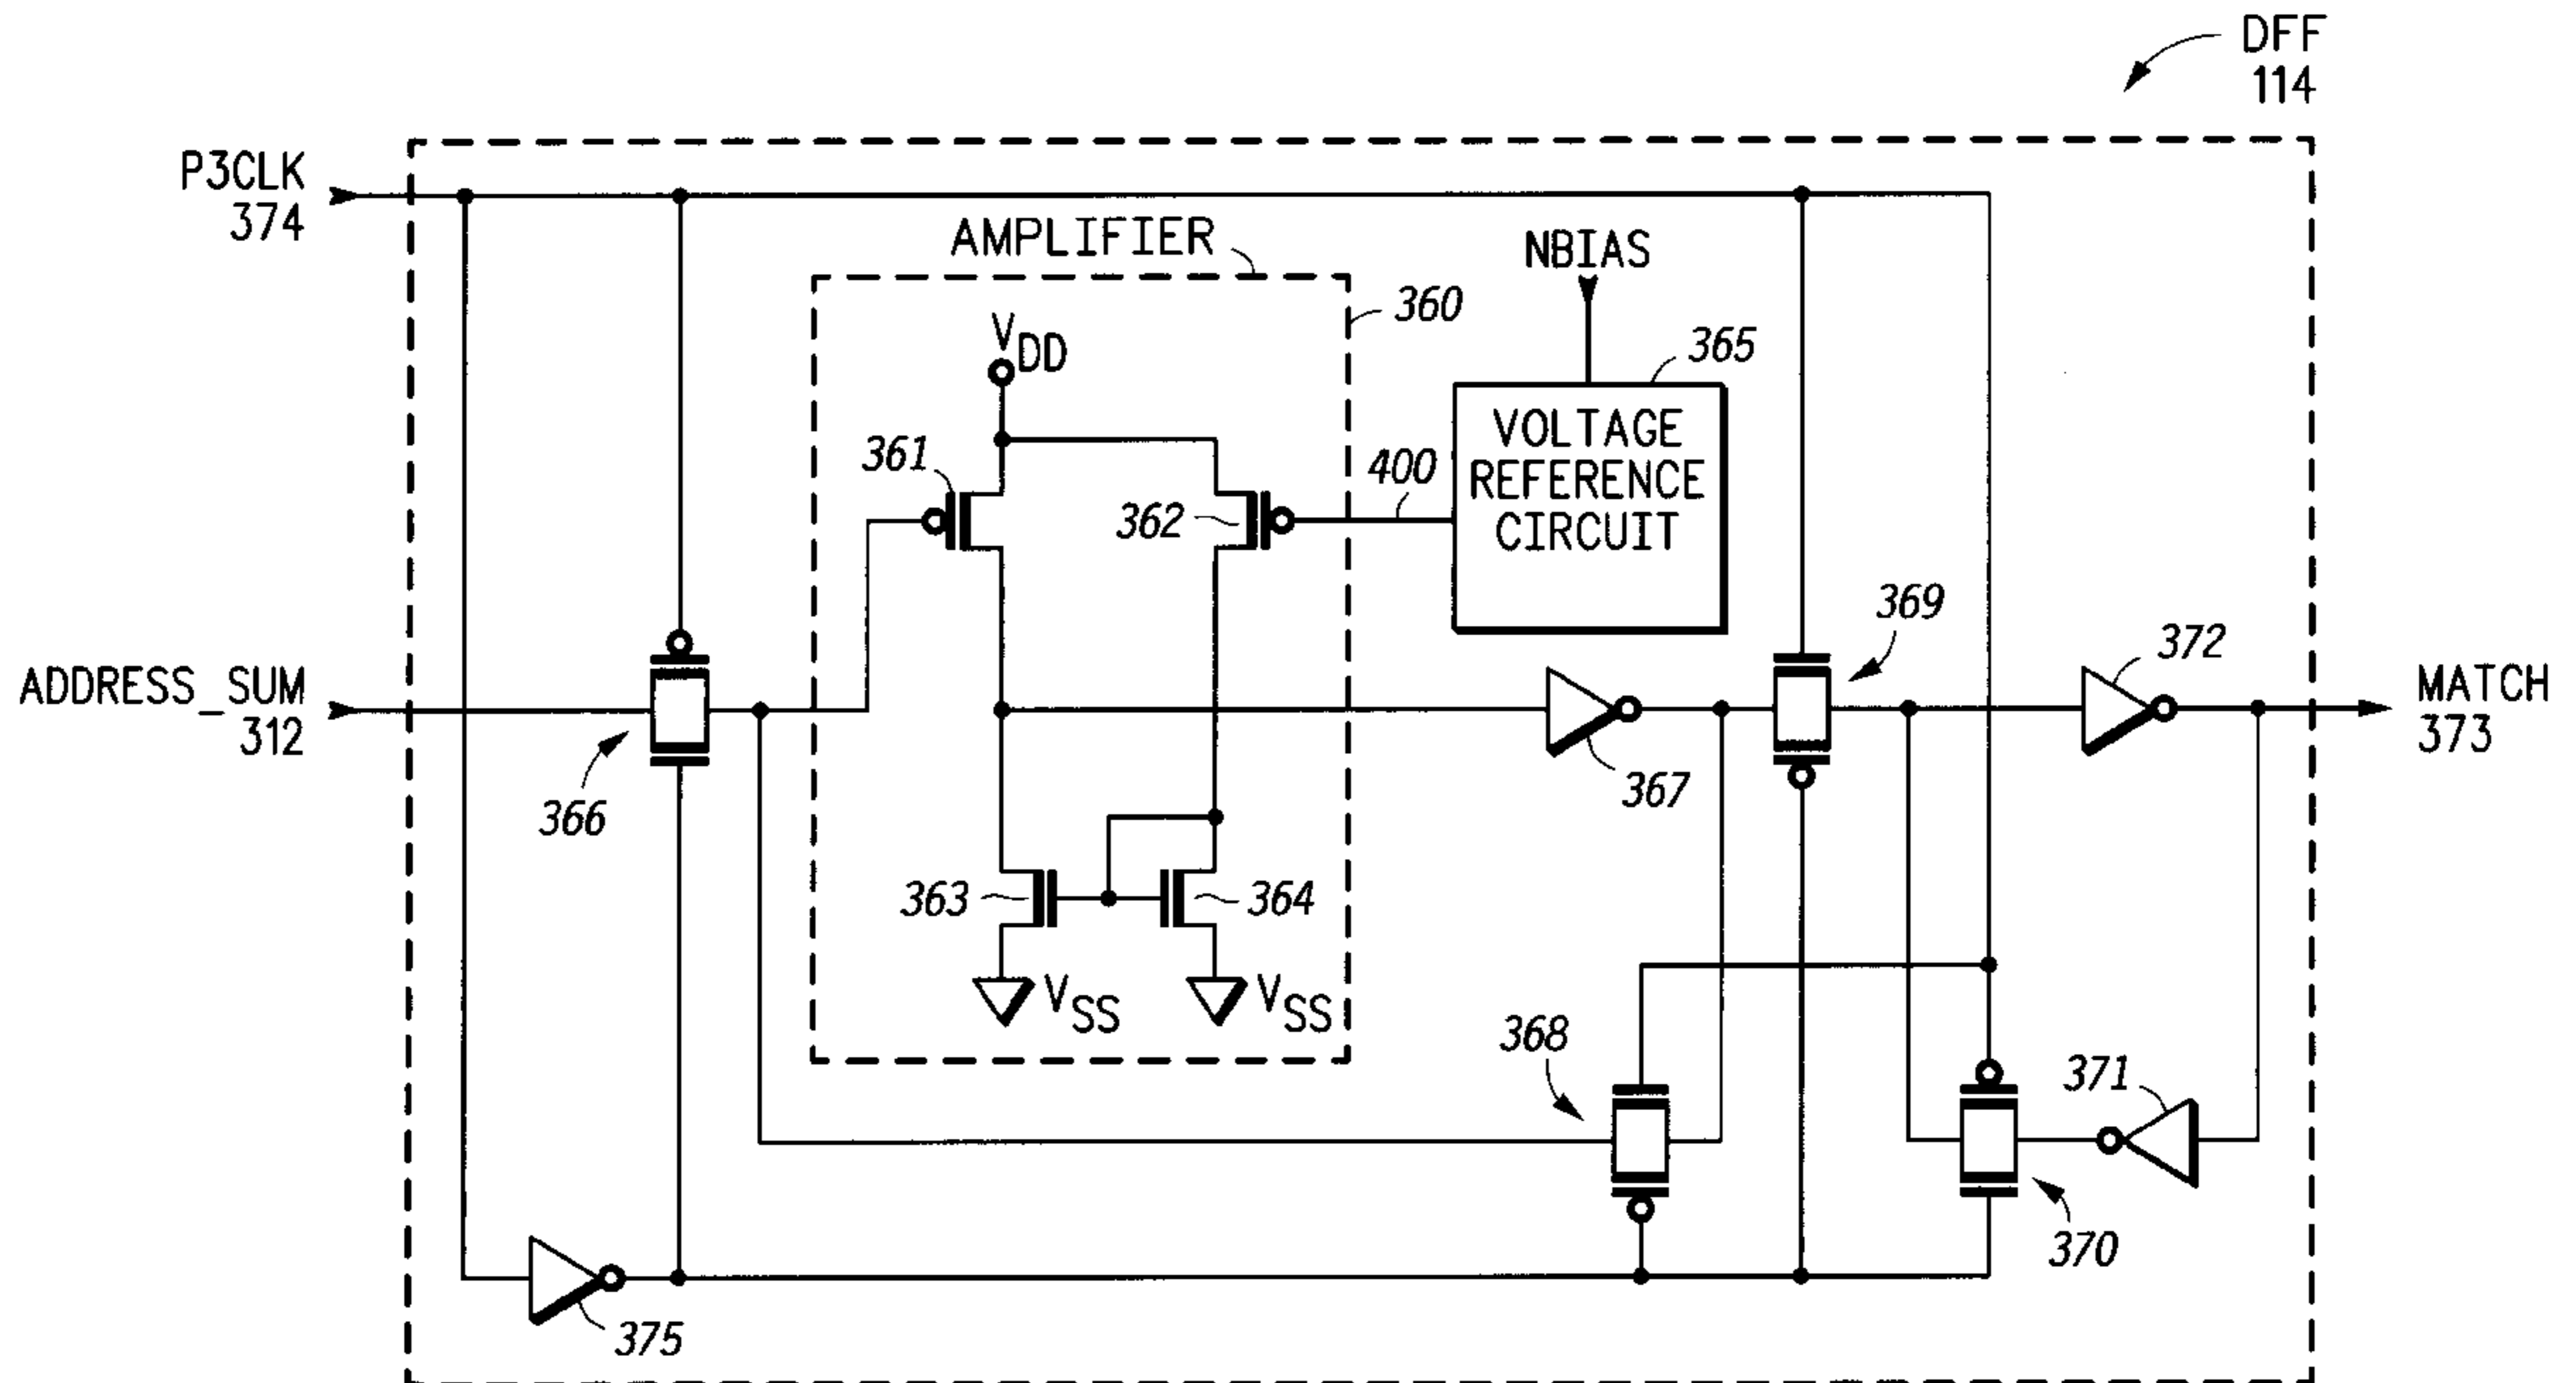 DFF
114
P3CLK
374
AMPLIFIER
NBIAS
360
VDD
365
361
362
400
VOLTAGE
REFERENCE
CIRCUIT
369
372
ADDRESS_SUM
312
MATCH
373
366
367
363
364
VSS
VSS
368
371
370
375